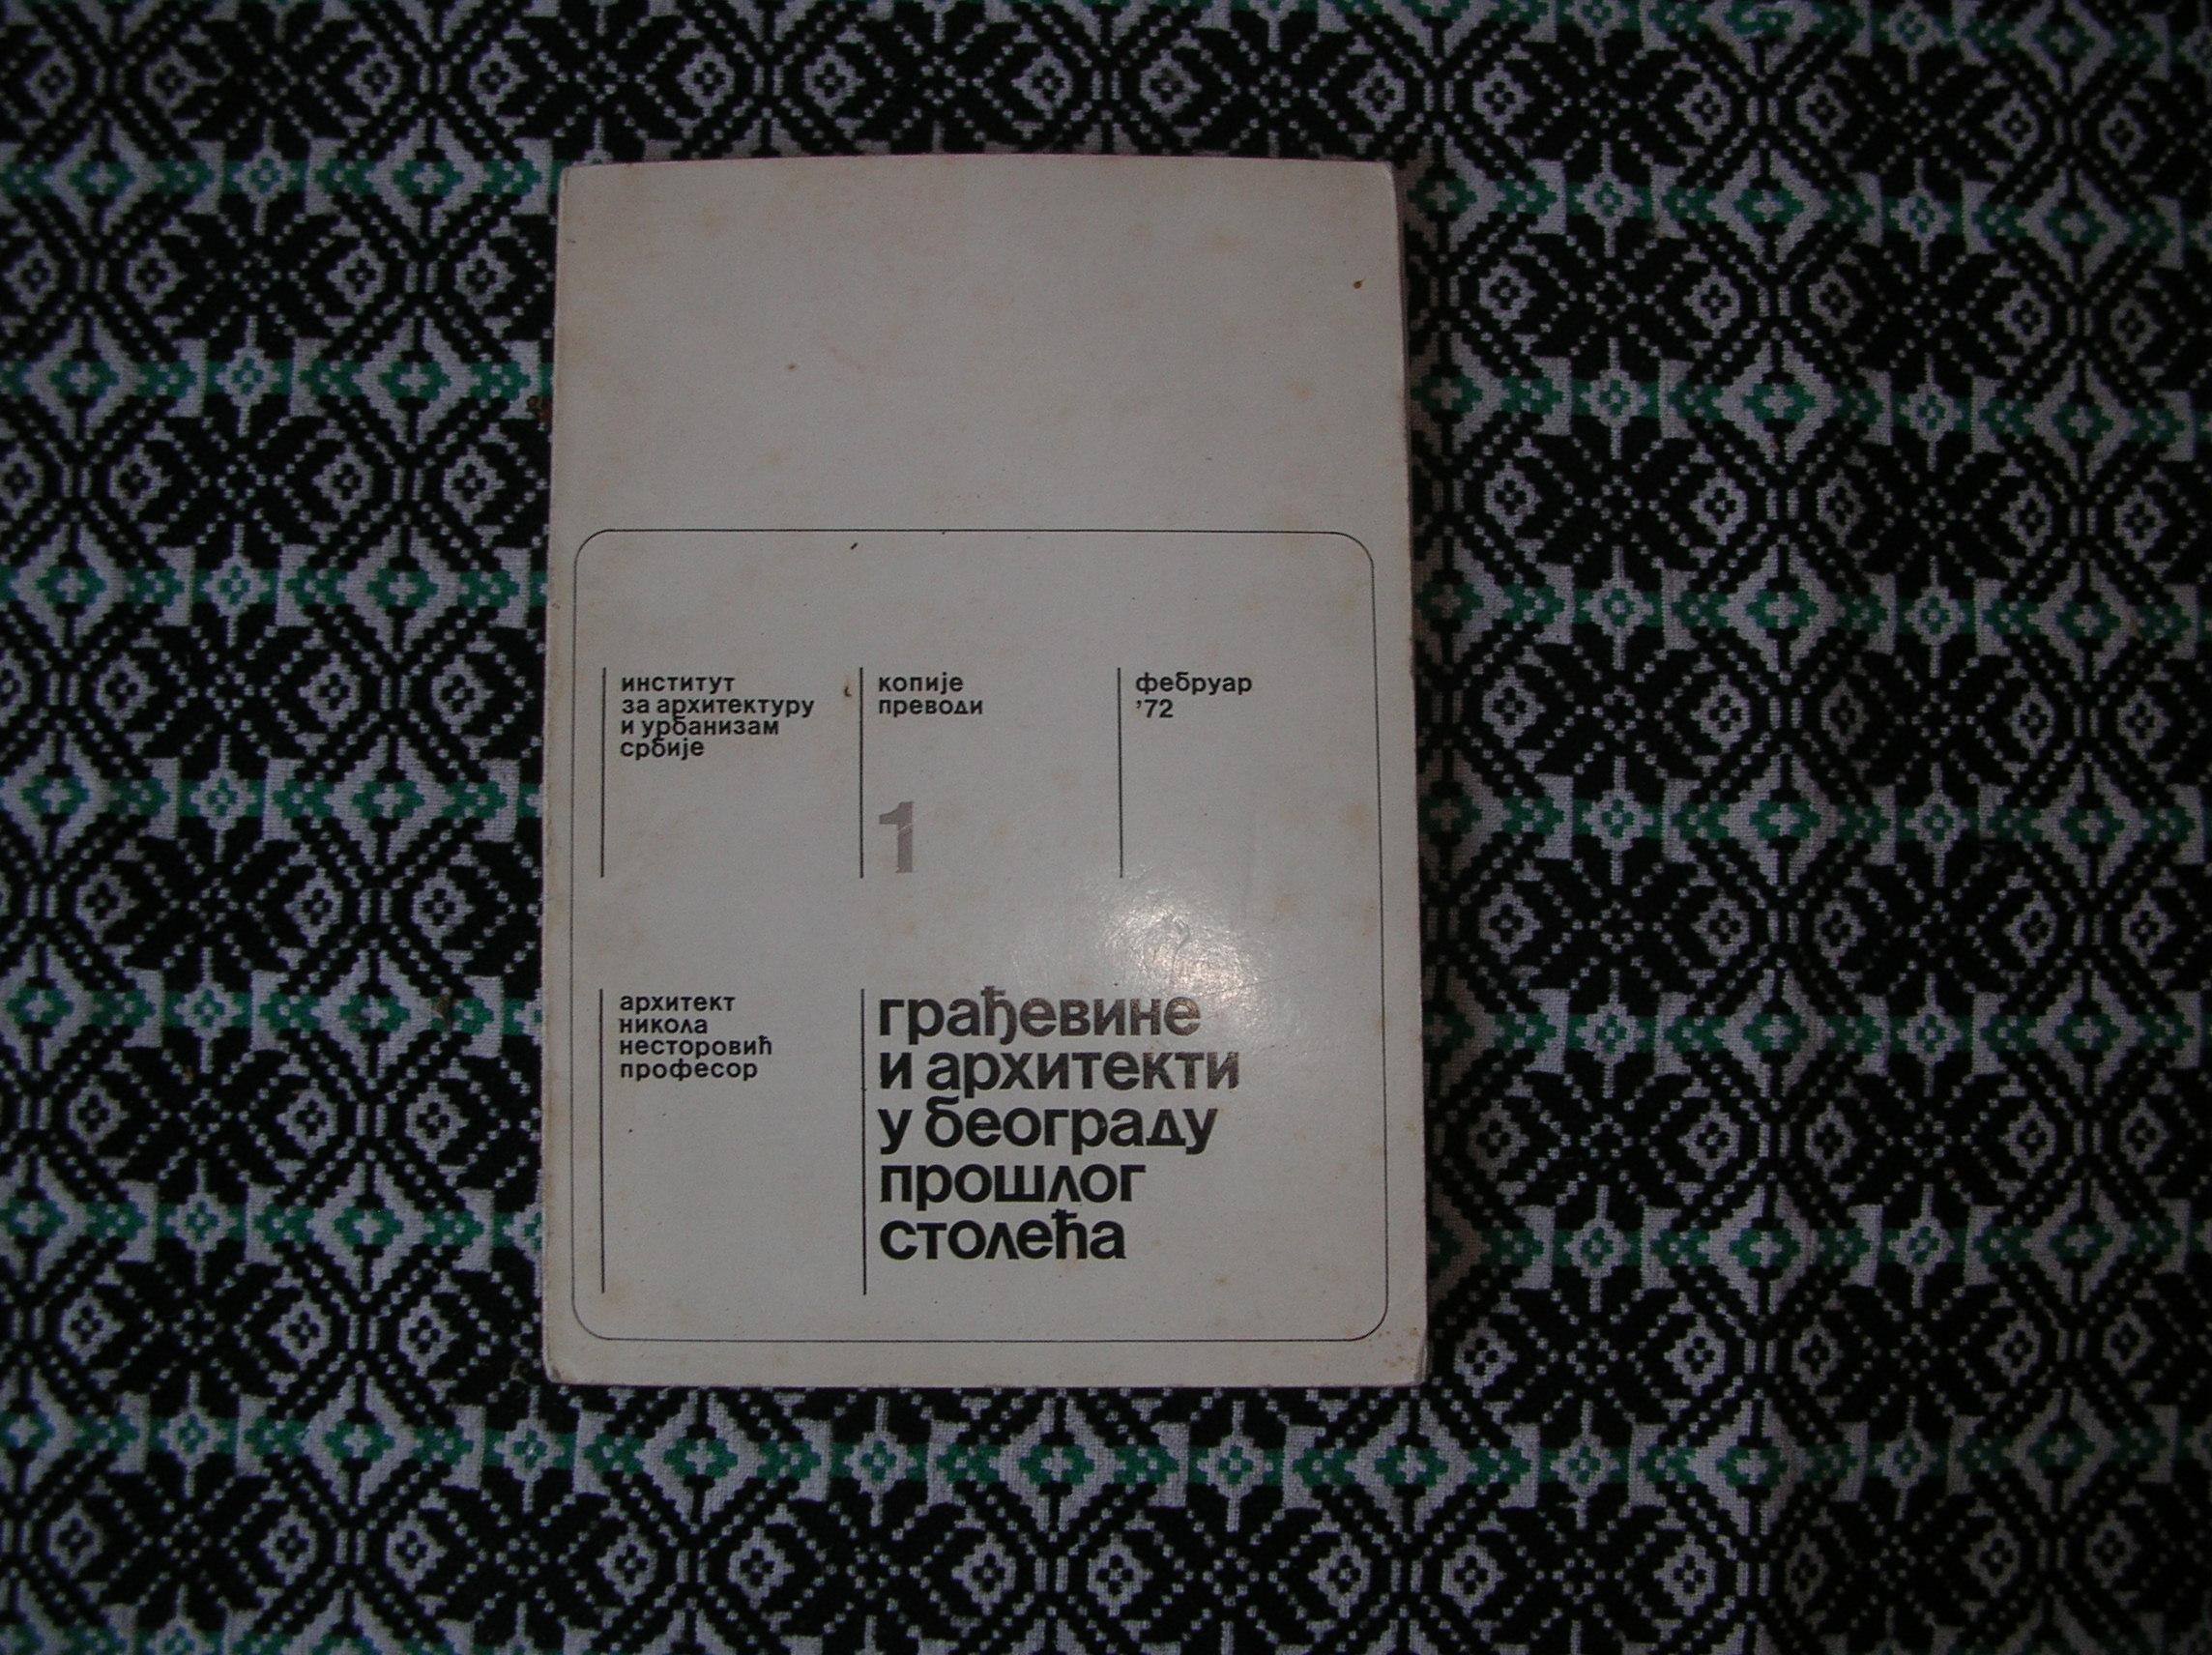 институт
за архитектуру
и урбанизам
србије
копије
преводи
1
фебруар
'72
архитект
никола
несторовић
професор
грађевине
и архитекти
у београду
прошлог
столећа